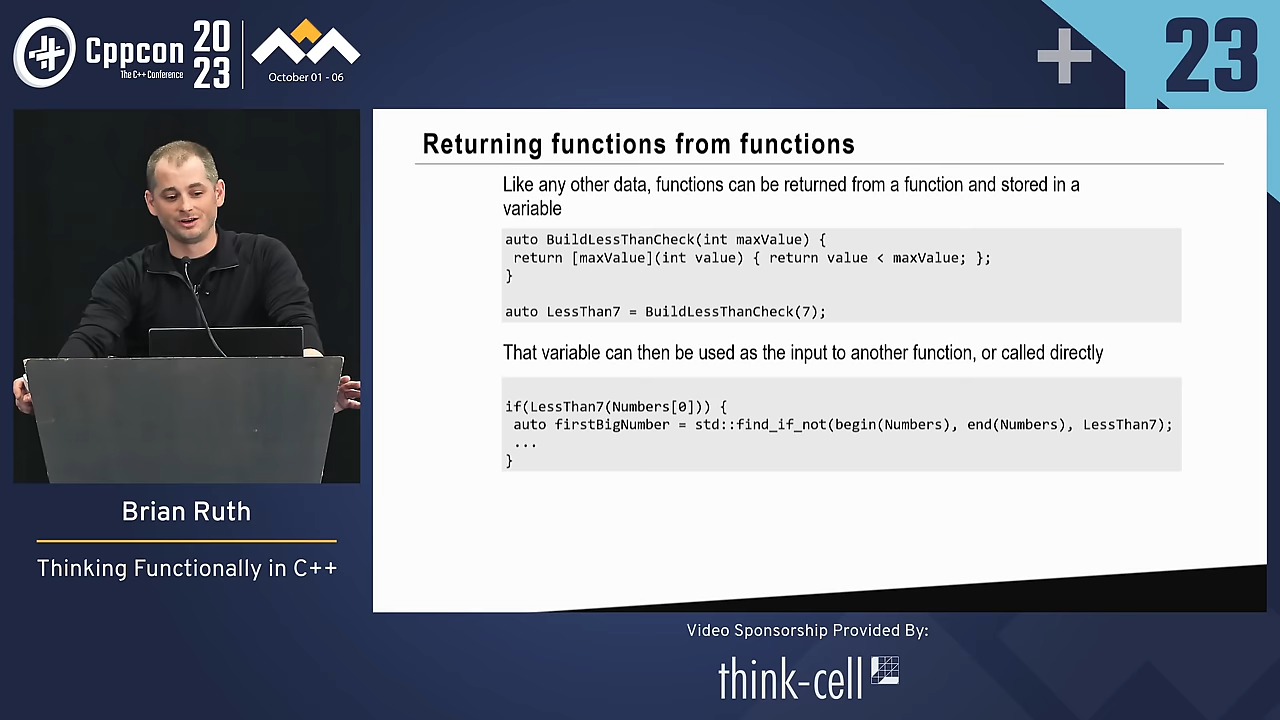 Cppcon
The C++ Conference
20
23
October 01 - 06
23
Returning functions from functions
Like any other data, functions can be returned from a function and stored in a
variable
auto BuildLessThanCheck(int maxValue) {
 return [maxValue](int value) { return value < maxValue; };
}
auto LessThan7 = BuildLessThanCheck(7);
That variable can then be used as the input to another function, or called directly
if(LessThan7(Numbers[0])) {
 auto firstBigNumber = std::find_if_not(begin(Numbers), end(Numbers), LessThan7);
 ...
}
Brian Ruth
Thinking Functionally in C++
Video Sponsorship Provided By:
think-cell